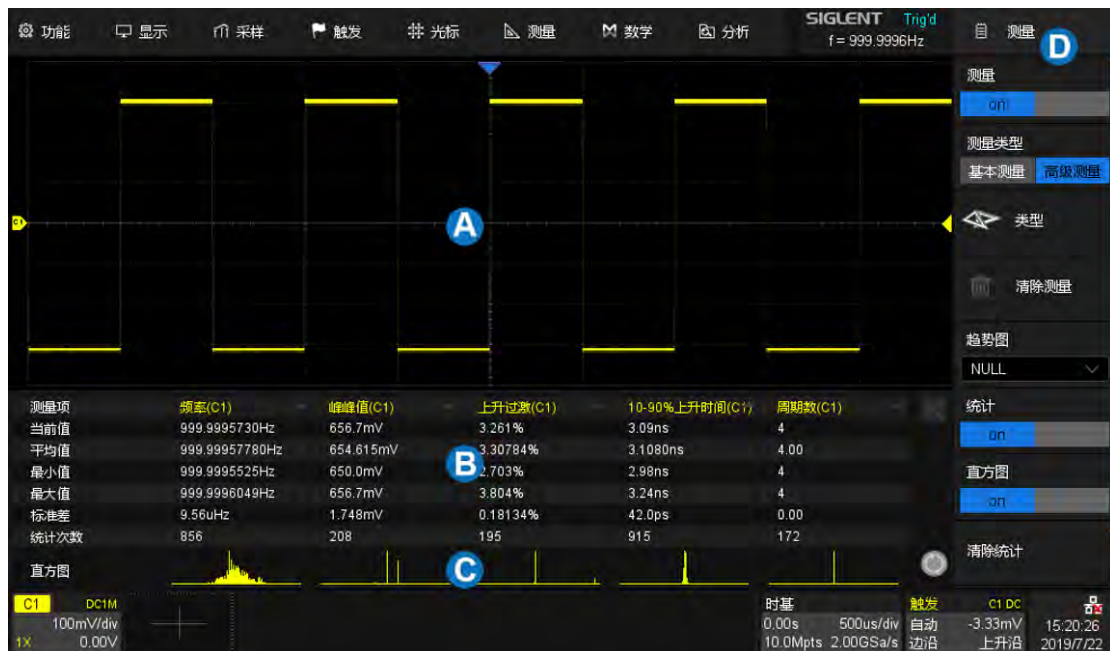 功能 显示 采样 触发 光标 测量 数学 分析 SIGLENT Trig'd 测量
f = 999.9996Hz
D
测量
on
测量类型
基本测量 高级测量
C1
A
类型
清除测量
趋势图
NULL
测量项 频率(C1) 峰峰值(C1) 上升过激(C1) 10-90%上升时间(C1) 周期数(C1)
当前值 999.9995730Hz 656.7mV 3.261% 3.09ns 4
平均值 999.99957780Hz 654.615mV 3.30784% 3.1080ns 4.00
最小值 999.9995525Hz 650.0mV 2.703% 2.98ns 4
最大值 999.9996049Hz 656.7mV 3.804% 3.24ns 4
标准差 9.56uHz 1.748mV 0.18134% 42.0ps 0.00
统计次数 856 208 195 915 172
B
直方图
C
统计
on
直方图
on
清除统计
C1 DC1M
100mV/div
1X 0.00V
时基
0.00s 500us/div
10.0Mpts 2.00GSa/s
触发 C1 DC
自动 -3.33mV
边沿 上升沿
15:20:26
2019/7/22